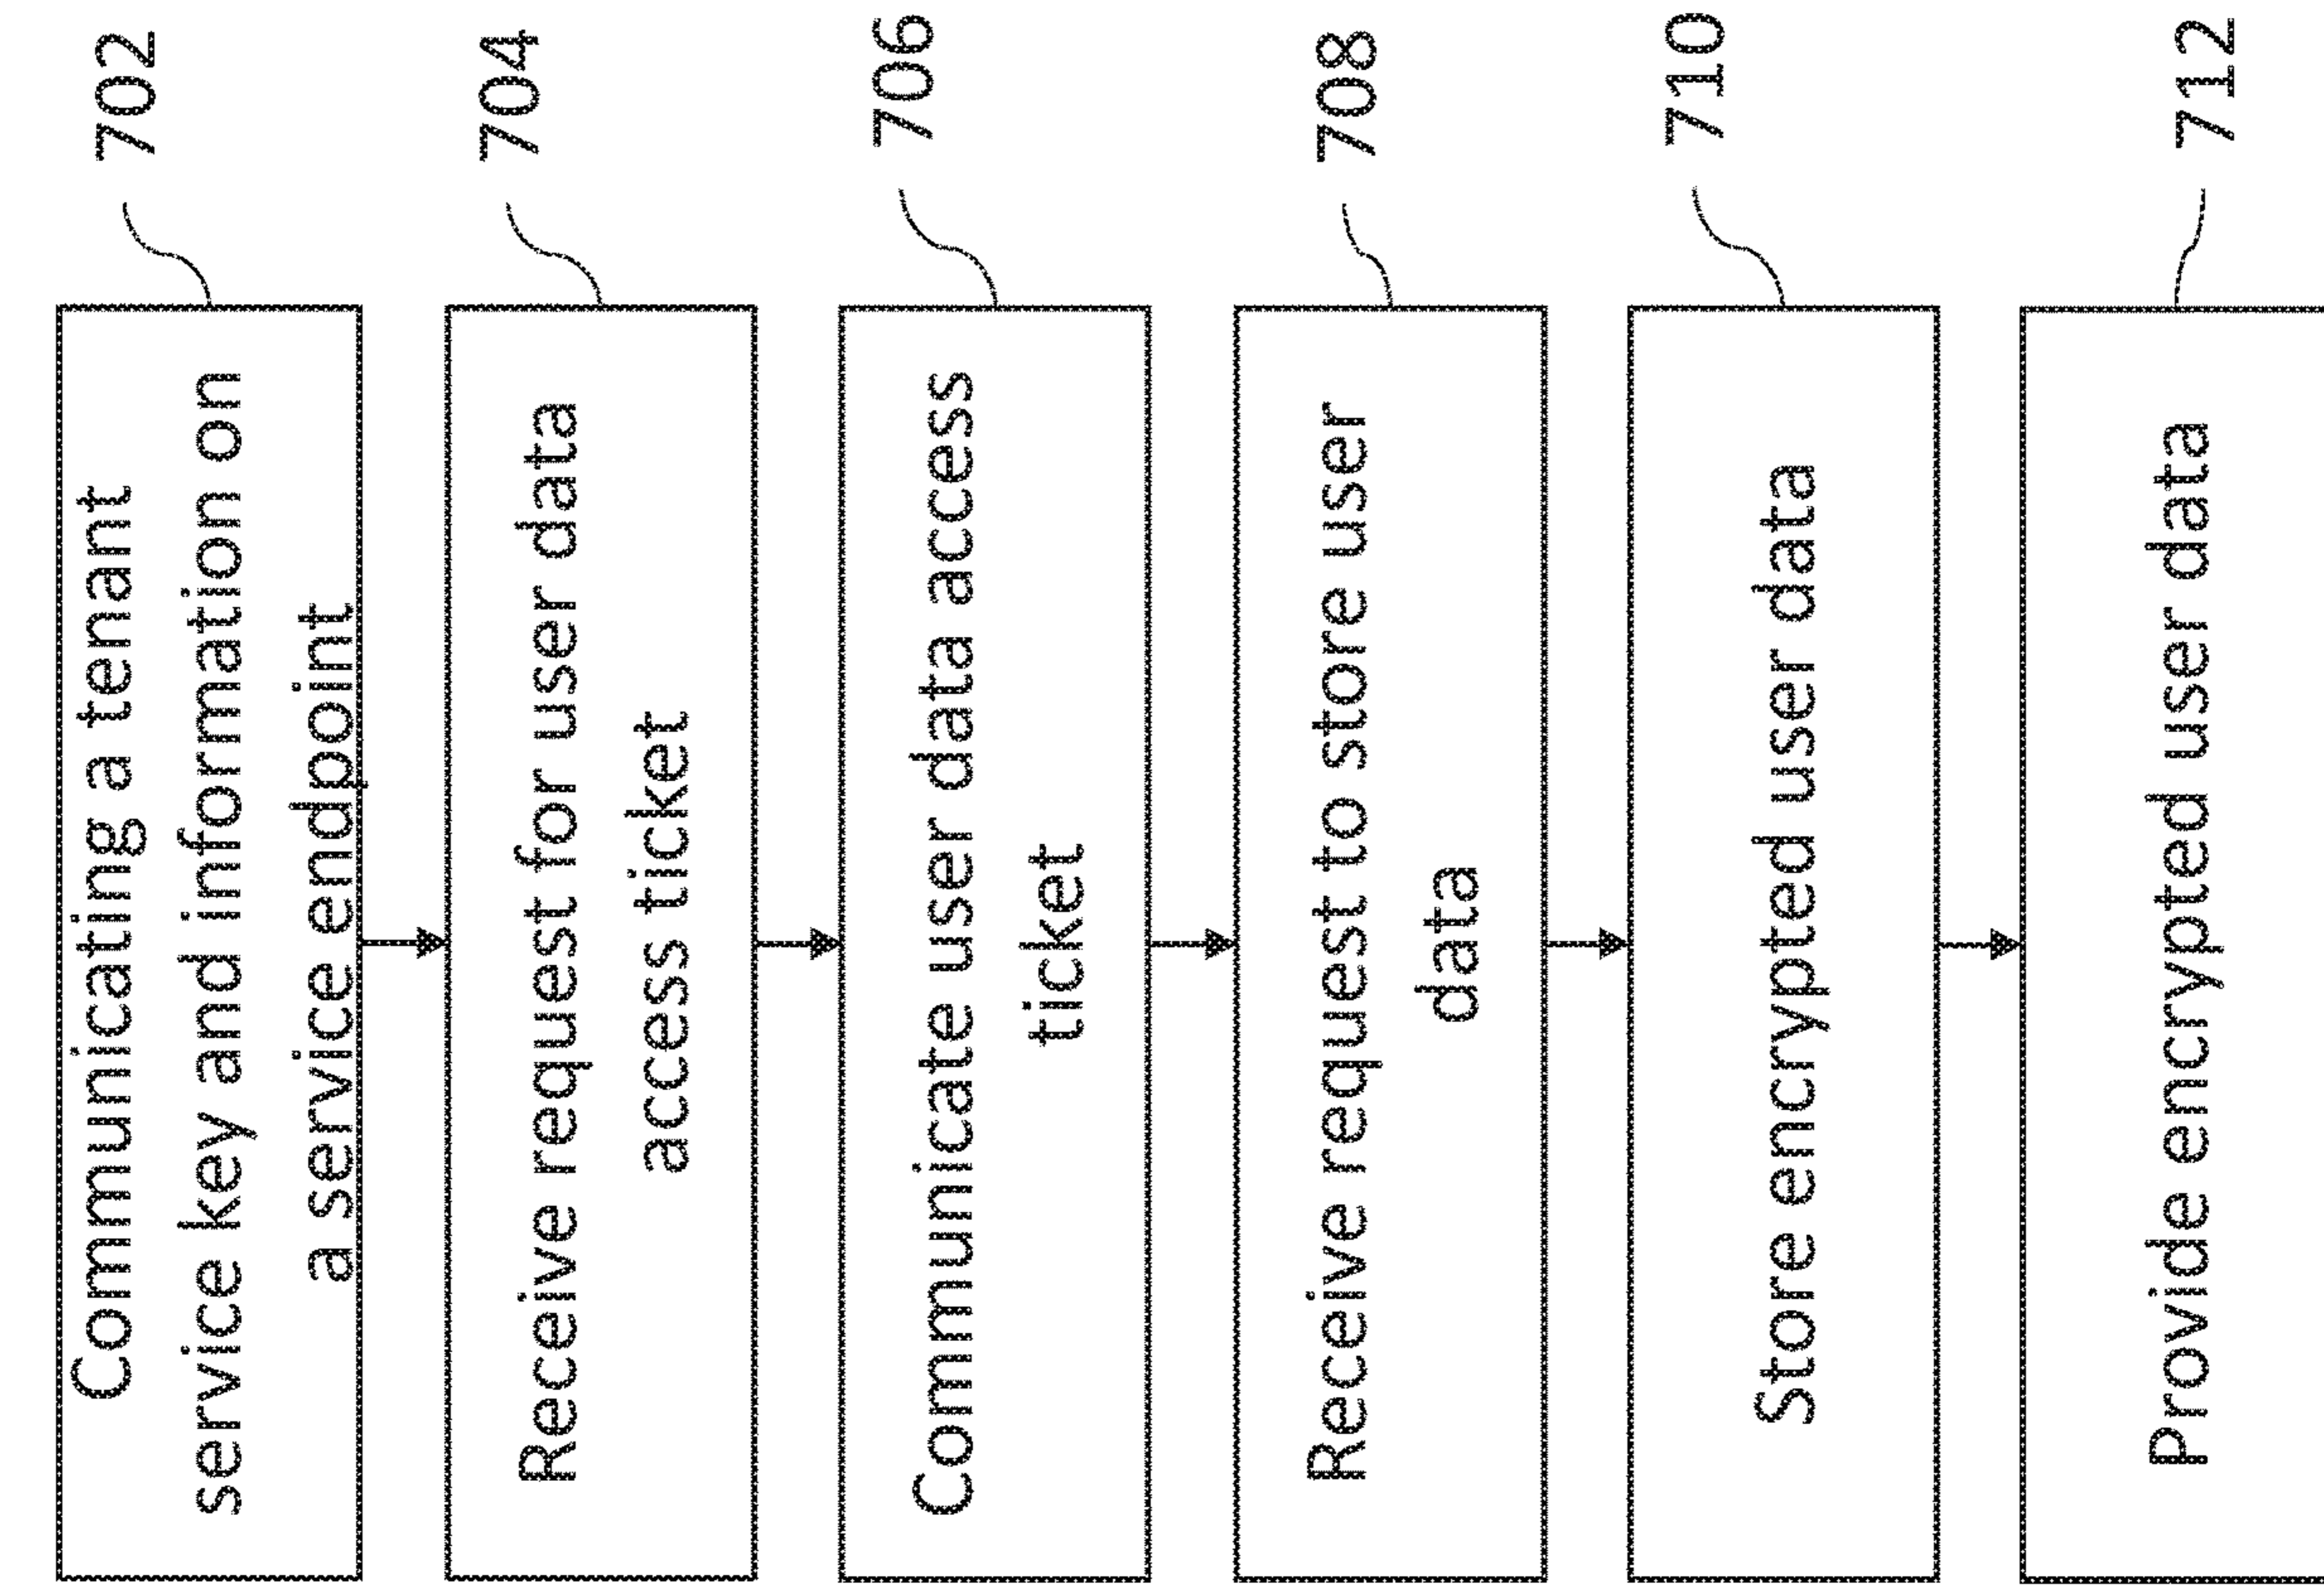 Communicating a tenant
service key and information on
a service endpoint
702
Receive request for user data
access ticket
704
Communicate user data access
ticket
706
Receive request to store user
data
708
Store encrypted user data
710
Provide encrypted user data
712